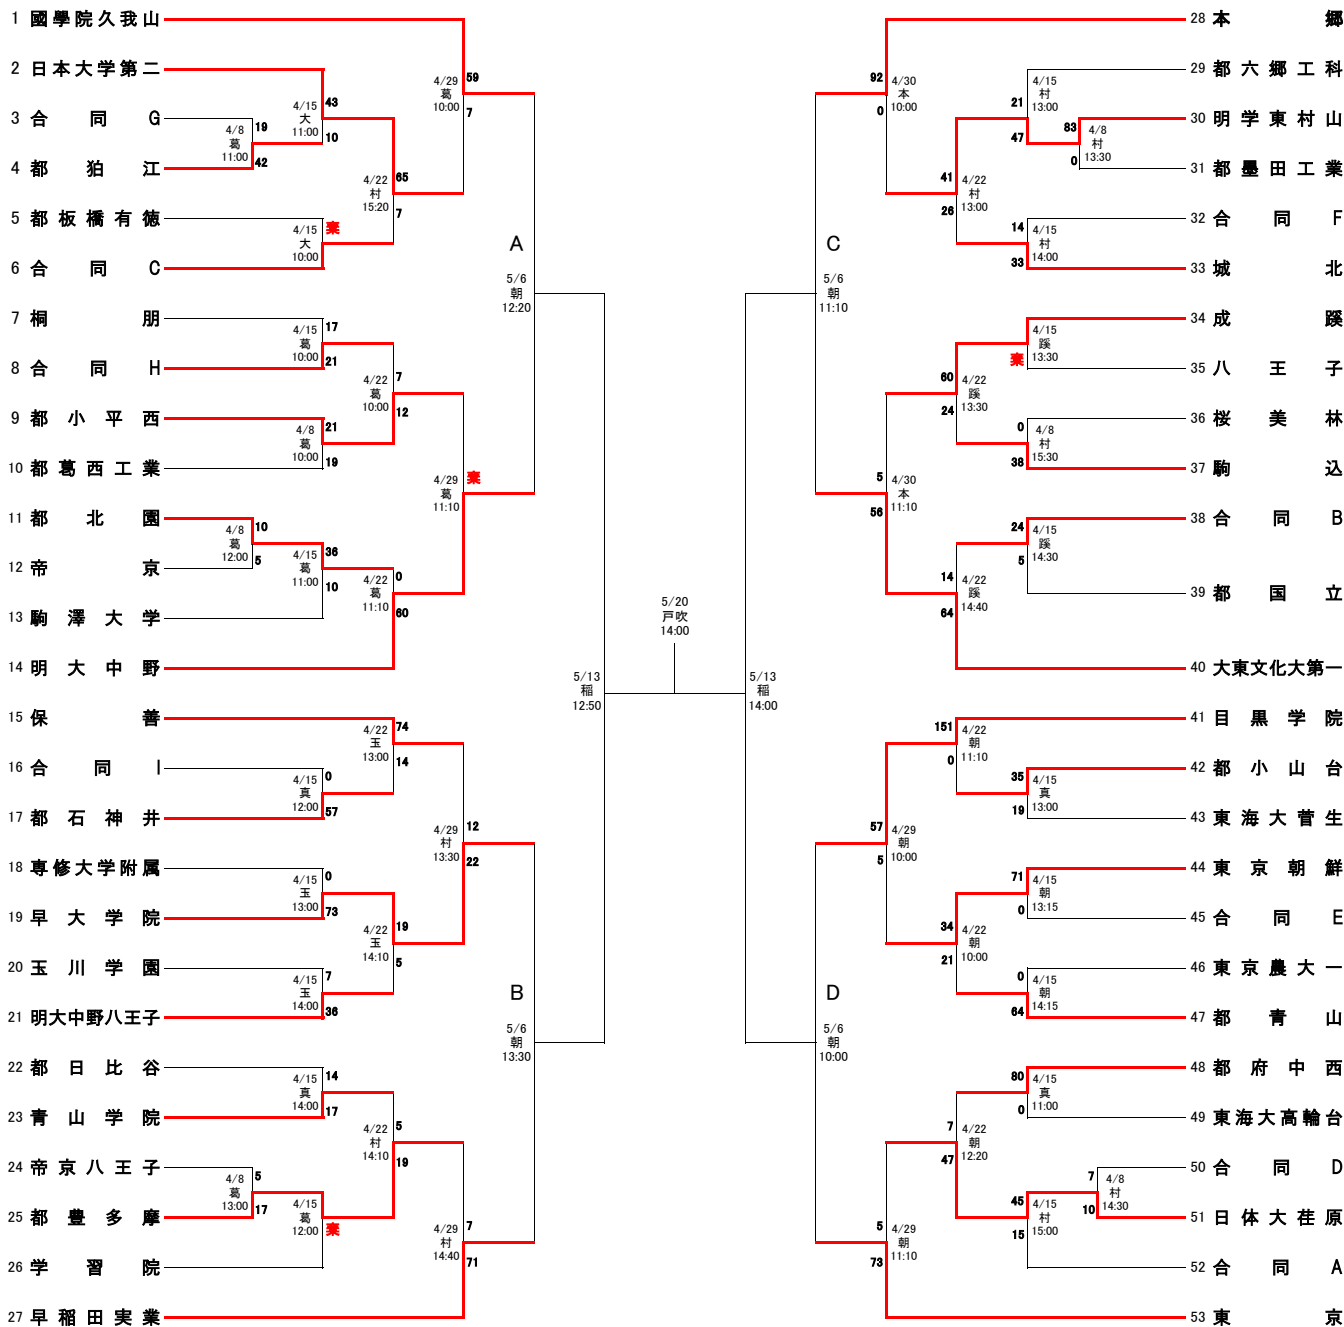 1 國學院久我山
2 日本大学第二
3 合同G
4 都狛江
5 都板橋有徳
6 合同C
7 桐朋
8 合同H
9 都小平西
10 都葛西工業
11 都北園
12 帝京
13 駒澤大学
14 明大中野
15 保善
16 合同I
17 都石神井
18 専修大学附属
19 早大学院
20 玉川学園
21 明大中野八王子
22 都日比谷
23 青山学院
24 帝京八王子
25 都豊多摩
26 学習院
27 早稲田実業
4/8 葛 11:00
19
42
4/15 大 11:00
43
10
4/15 大 10:00
棄
4/22 村 15:20
65
7
4/29 葛 10:00
59
7
4/15 葛 10:00
17
21
4/8 葛 10:00
21
19
4/22 葛 10:00
7
12
4/8 葛 12:00
10
5
4/15 葛 11:00
36
10
4/22 葛 11:10
0
60
4/29 葛 11:10
棄
A
5/6 朝 12:20
4/22 玉 13:00
74
14
4/15 真 12:00
0
57
4/15 玉 13:00
0
73
4/15 玉 14:00
7
36
4/22 玉 14:10
19
5
4/29 村 13:30
12
22
4/15 真 14:00
14
17
4/8 葛 13:00
5
17
4/15 葛 12:00
棄
4/22 村 14:10
5
19
4/29 村 14:40
7
71
B
5/6 朝 13:30
5/13 稲 12:50
5/20 戸吹 14:00
5/13 稲 14:00
C
5/6 朝 11:10
92
0
4/30 本 10:00
21
47
4/15 村 13:00
83
0
4/8 村 13:30
41
26
4/22 村 13:00
14
33
4/15 村 14:00
棄
4/15 蹊 13:30
60
24
4/22 蹊 13:30
0
38
4/8 村 15:30
5
56
4/30 本 11:10
24
5
4/15 蹊 14:30
14
64
4/22 蹊 14:40
D
5/6 朝 10:00
151
0
4/22 朝 11:10
35
19
4/15 真 13:00
57
5
4/29 朝 10:00
71
0
4/15 朝 13:15
34
21
4/22 朝 10:00
0
64
4/15 朝 14:15
80
0
4/15 真 11:00
7
47
4/22 朝 12:20
7
10
4/8 村 14:30
45
15
4/15 村 15:00
5
73
4/29 朝 11:10
28 本郷
29 都六郷工科
30 明学東村山
31 都墨田工業
32 合同F
33 城北
34 成蹊
35 八王子
36 桜美林
37 駒込
38 合同B
39 都国立
40 大東文化大第一
41 目黒学院
42 都小山台
43 東海大菅生
44 東京朝鮮
45 合同E
46 東京農大一
47 都青山
48 都府中西
49 東海大高輪台
50 合同D
51 日体大荏原
52 合同A
53 東京